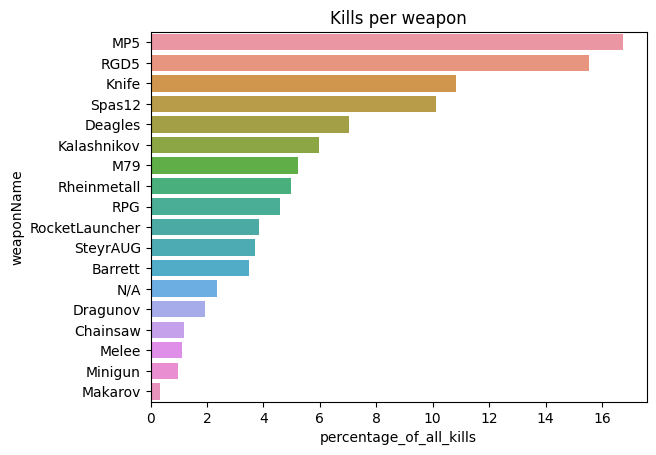 Kills per weapon
MP5
RGD5
Knife
Spas12
Deagles
Kalashnikov
M79
Rheinmetall
RPG
RocketLauncher
SteyrAUG
Barrett
N/A
Dragunov
Chainsaw
Melee
Minigun
Makarov
weaponName
0 2 4 6 8 10 12 14 16
percentage_of_all_kills